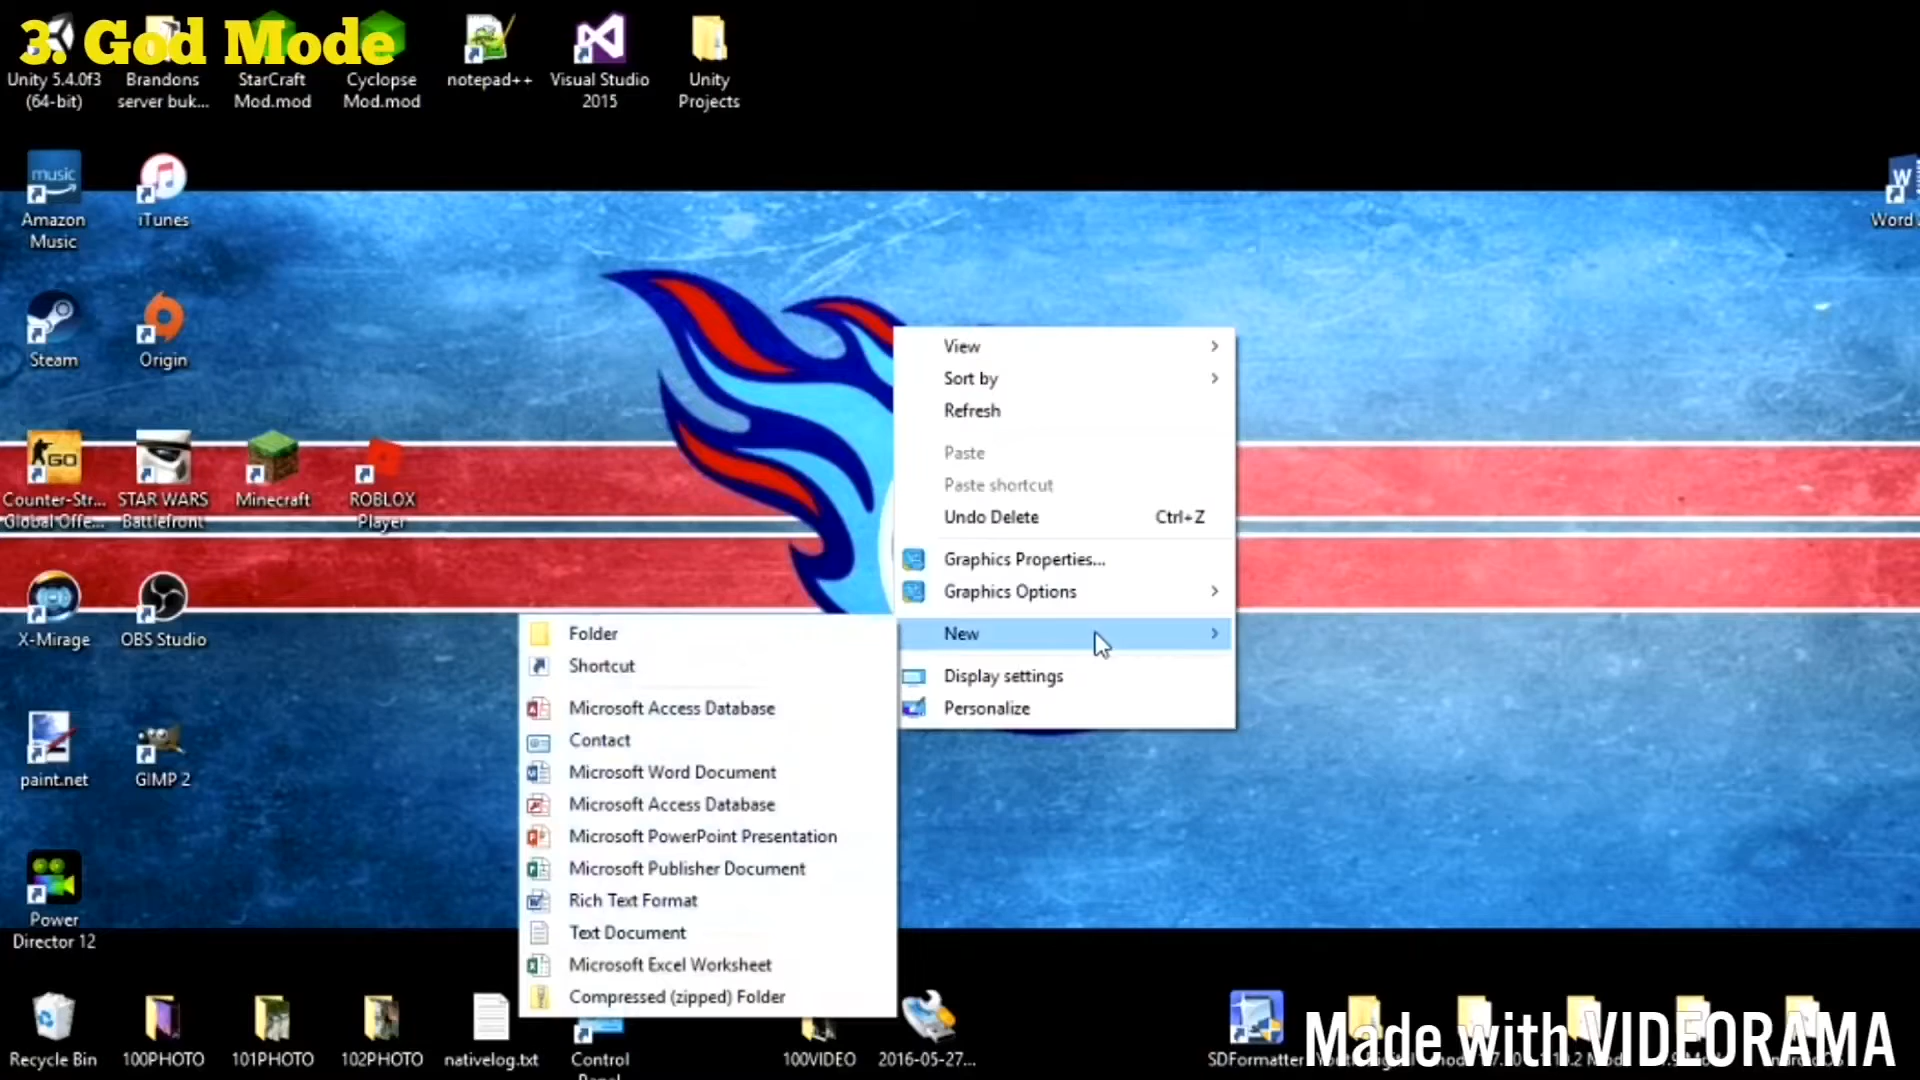 3. God Mode
Unity 5.4.0f3
(64-bit)
Brandons
server buk...
StarCraft
Mod.mod
Cyclopse
Mod.mod
notepad++
Visual Studio
2015
Unity
Projects
music
Amazon
Music
iTunes
W
Word
Steam
Origin
GO
Counter-Str...
Global Offe...
STAR WARS
Battlefront
Minecraft
ROBLOX
Player
X-Mirage
OBS Studio
paint.net
GIMP 2
Power
Director 12
View
Sort by
Refresh
Paste
Paste shortcut
Undo Delete Ctrl+Z
Graphics Properties...
Graphics Options
New
Display settings
Personalize
Folder
Shortcut
Microsoft Access Database
Contact
Microsoft Word Document
Microsoft Access Database
Microsoft PowerPoint Presentation
Microsoft Publisher Document
Rich Text Format
Text Document
Microsoft Excel Worksheet
Compressed (zipped) Folder
Recycle Bin
100PHOTO
101PHOTO
102PHOTO
nativelog.txt
Control
100VIDEO
2016-05-27...
SDFormatter
Made with VIDEORAMA